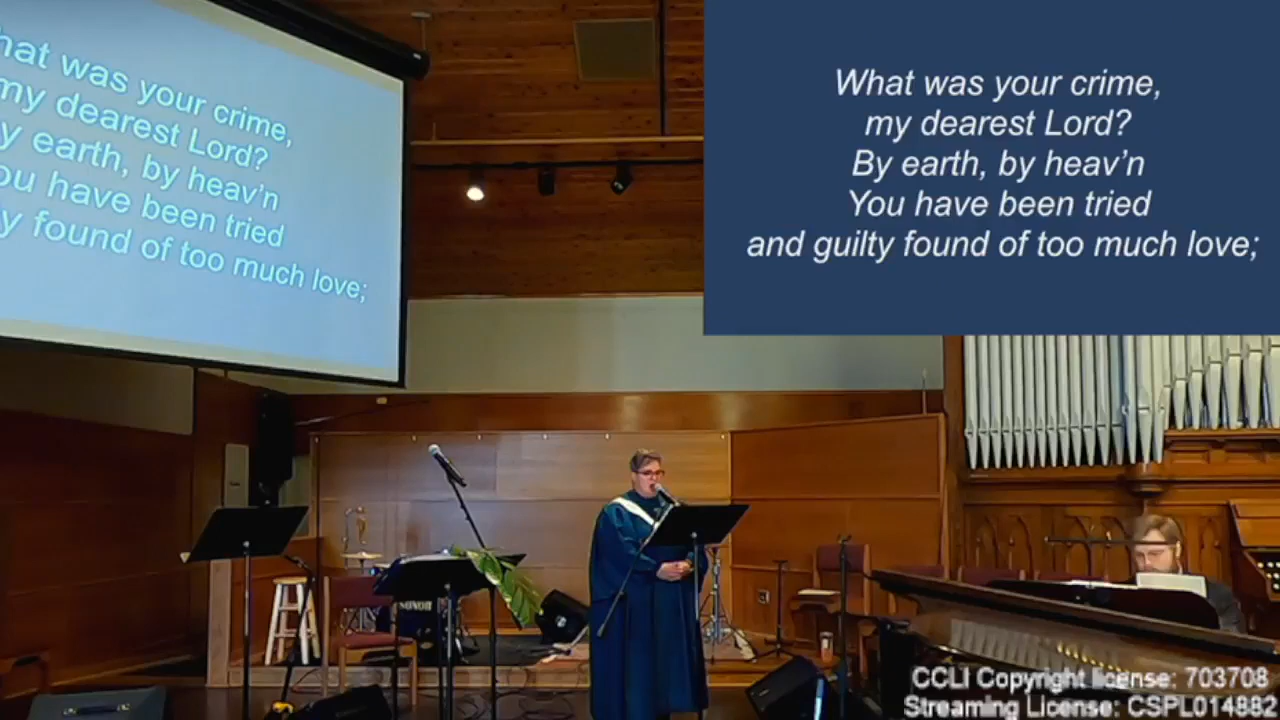 hat was your crime,
my dearest Lord?
y earth, by heav'n
ou have been tried
y found of too much love;
What was your crime,
my dearest Lord?
By earth, by heav’n
You have been tried
and guilty found of too much love;
SONOR
CCLI Copyright license: 703708
Streaming License: CSPL014882